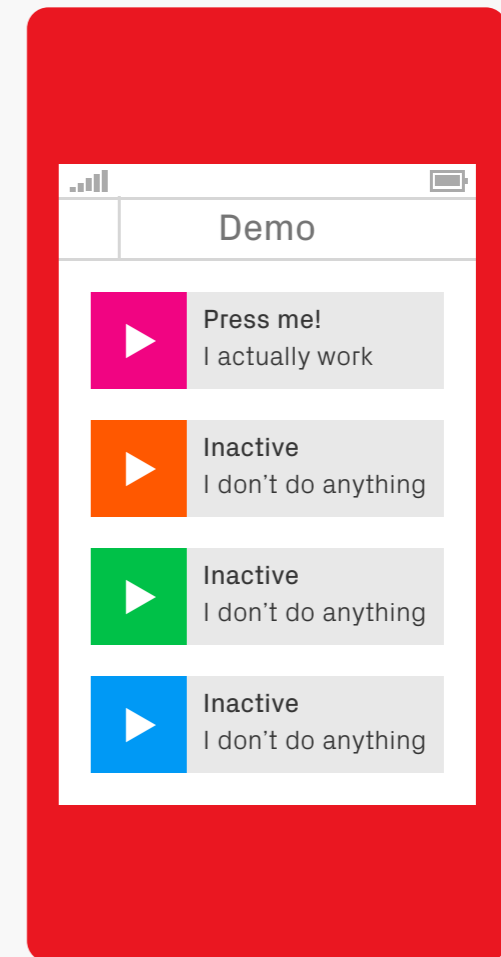 Demo
Press me!
I actually work
Inactive
I don’t do anything
Inactive
I don’t do anything
Inactive
I don’t do anything